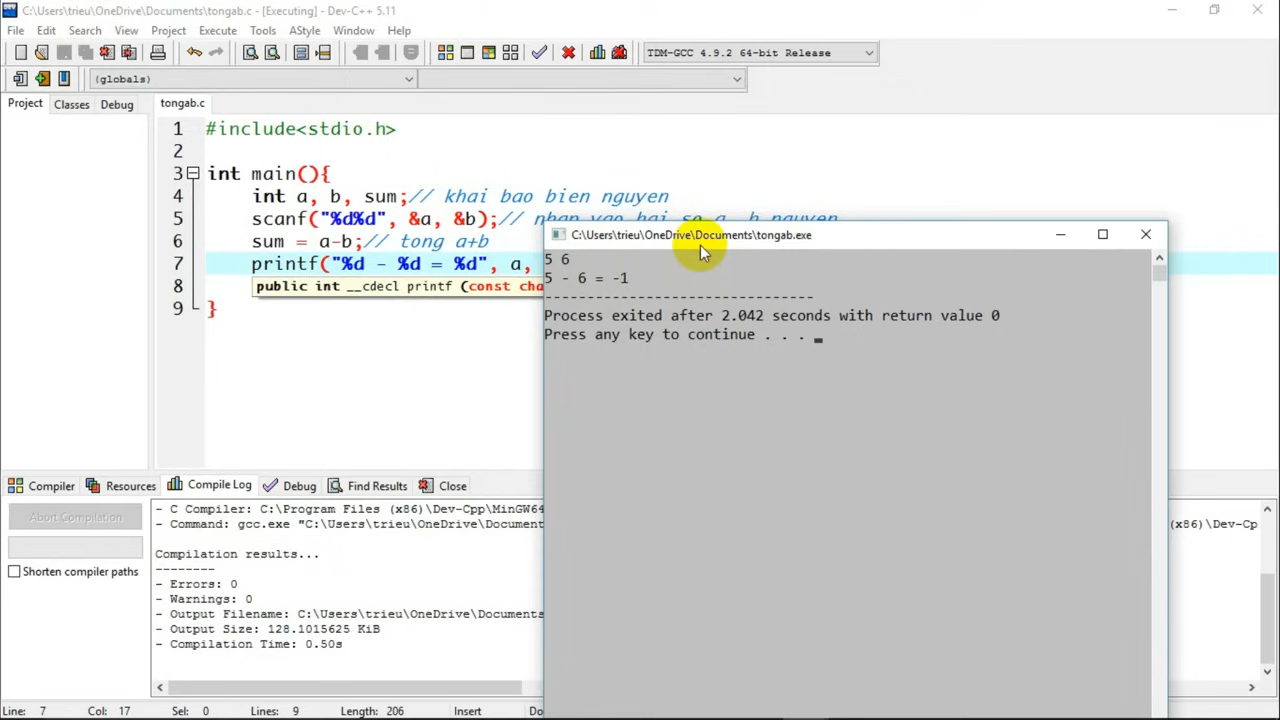 C:\Users\trieu\OneDrive\Documents\tongab.c - [Executing] - Dev-C++ 5.11
File Edit Search View Project Execute Tools AStyle Window Help
TDM-GCC 4.9.2 64-bit Release
(globals)
Project Classes Debug
tongab.c
1 #include<stdio.h>
2
3 int main(){
4 int a, b, sum;// khai bao bien nguyen
5 scanf("%d%d", &a, &b);// nhap vao hai so a, b nguyen
6 sum = a-b;// tong a+b
7 printf("%d - %d = %d", a,
8 public int __cdecl printf (const cha
9 }
C:\Users\trieu\OneDrive\Documents\tongab.exe
5 6
5 - 6 = -1
--------------------------------
Process exited after 2.042 seconds with return value 0
Press any key to continue . . .
Compiler Resources Compile Log Debug Find Results Close
Abort Compilation
Shorten compiler paths
- C Compiler: C:\Program Files (x86)\Dev-Cpp\MinGW64
- Command: gcc.exe "C:\Users\trieu\OneDrive\Document
(x86)\Dev-Cp
Compilation results...
--------
- Errors: 0
- Warnings: 0
- Output Filename: C:\Users\trieu\OneDrive\Documents
- Output Size: 128.1015625 KiB
- Compilation Time: 0.50s
Line: 7 Col: 17 Sel: 0 Lines: 9 Length: 206 Insert Do